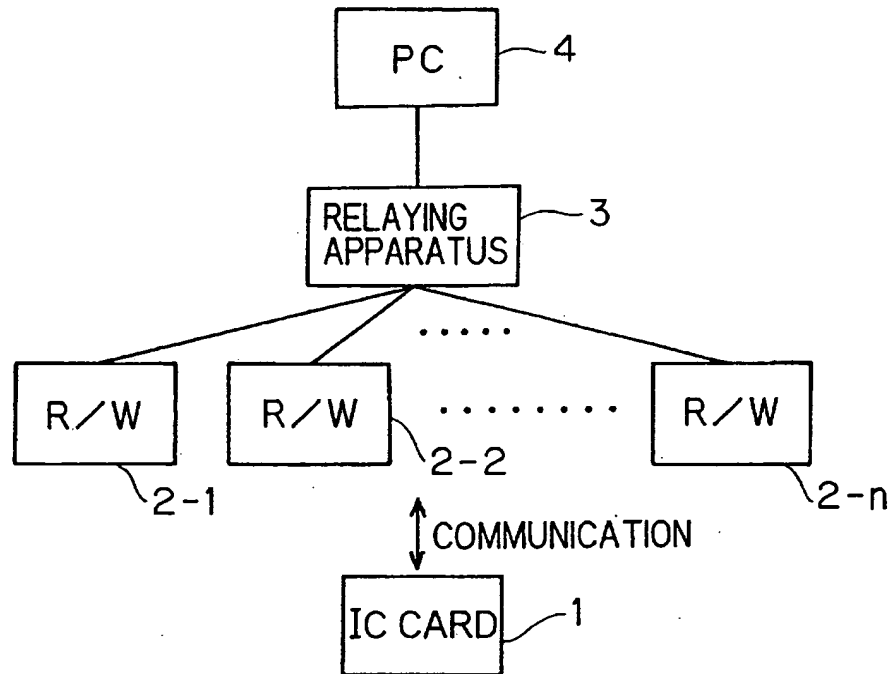 PC
4
RELAYING
APPARATUS
3
.....
R/W
R/W
........
R/W
2-1
2-2
2-n
COMMUNICATION
IC CARD
1